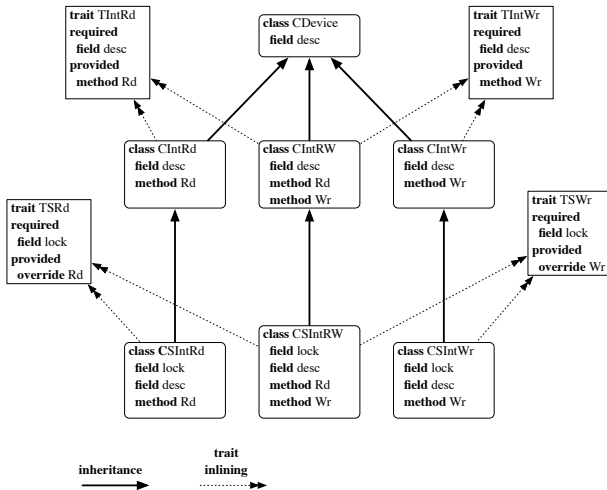 trait TIntRd
required
field desc
provided
method Rd
class CDevice
field desc
trait TIntWr
required
field desc
provided
method Wr
class CIntRd
field desc
method Rd
class CIntRW
field desc
method Rd
method Wr
class CIntWr
field desc
method Wr
trait TSRd
required
field lock
provided
override Rd
trait TSWr
required
field lock
provided
override Wr
class CSIntRd
field lock
field desc
method Rd
class CSIntRW
field lock
field desc
method Rd
method Wr
class CSIntWr
field lock
field desc
method Wr
inheritance
trait
inlining